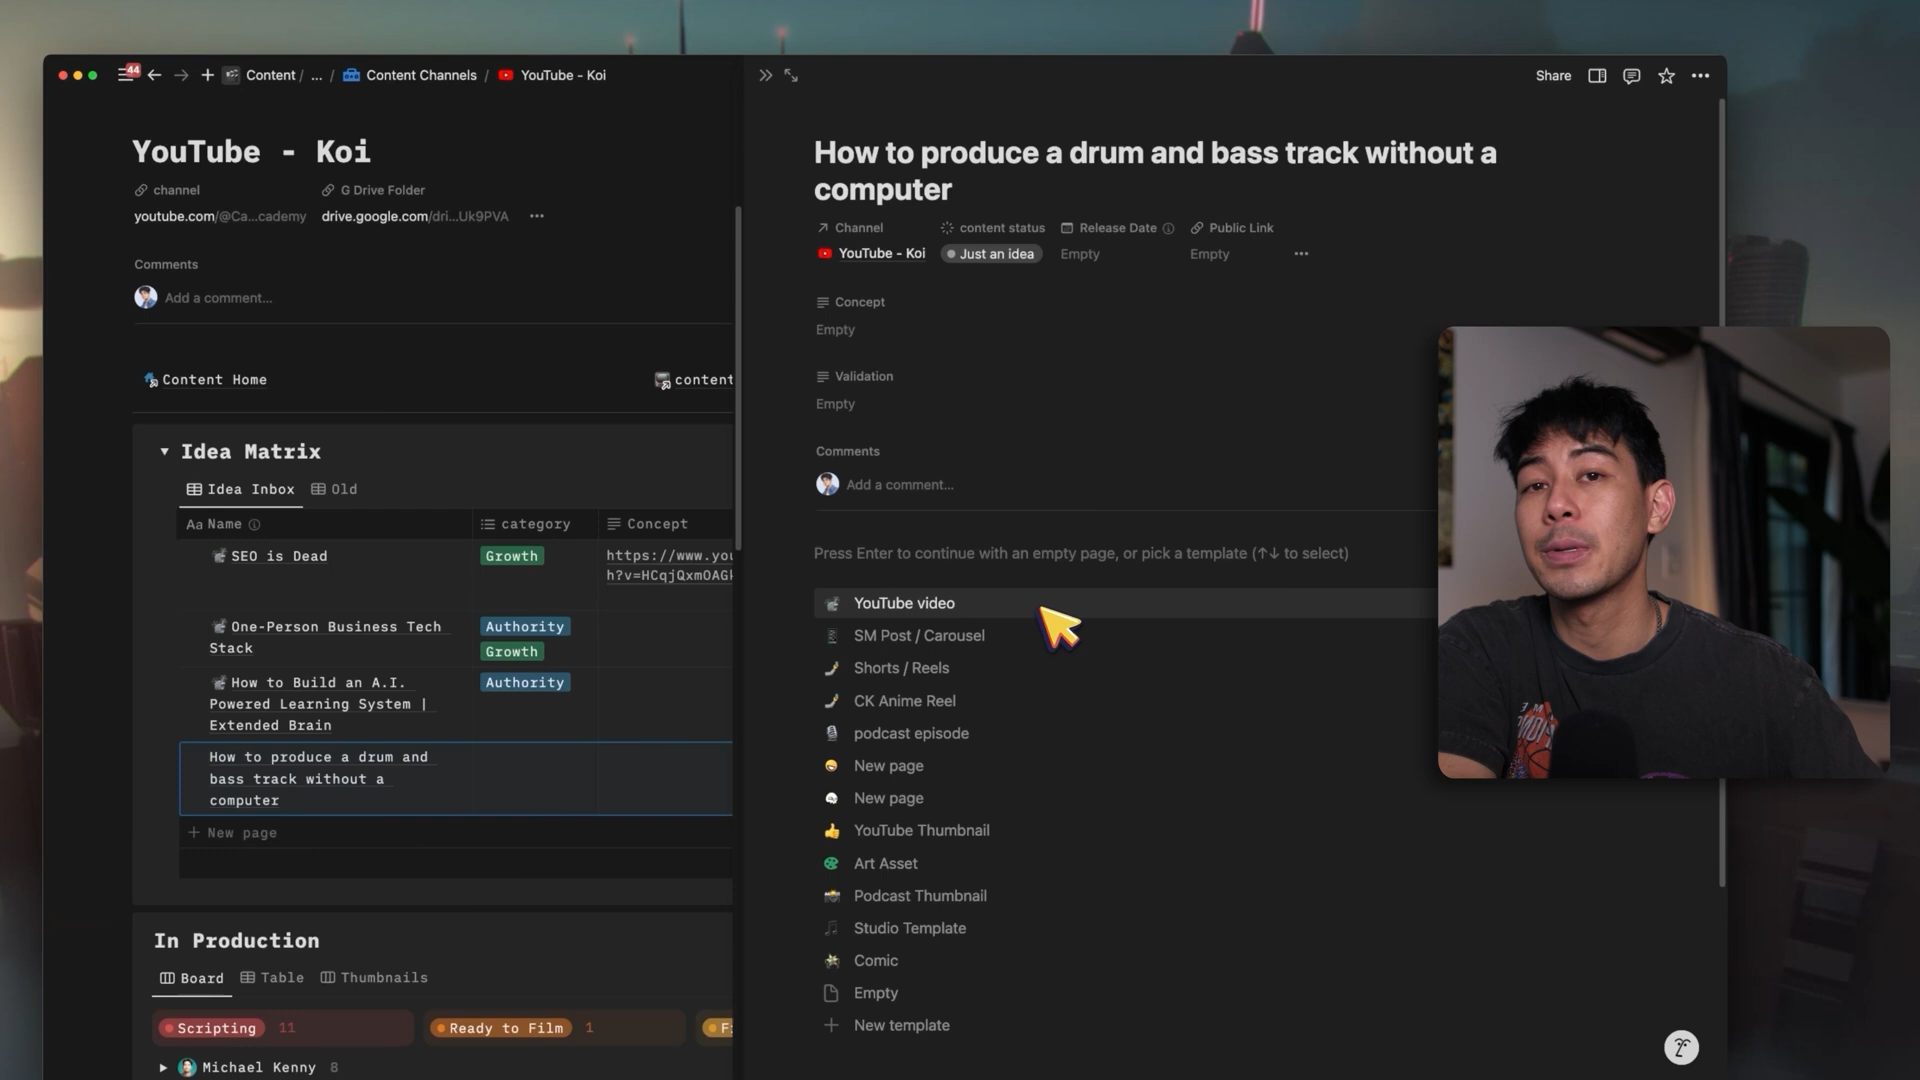 44
Content / ... / Content Channels / YouTube - Koi
Share
YouTube - Koi
channel
G Drive Folder
youtube.com/@Ca...cademy
drive.google.com/dri...Uk9PVA
Comments
Add a comment...
Content Home
content
Idea Matrix
Idea Inbox
Old
Aa Name
category
Concept
SEO is Dead
Growth
https://www.you
h?v=HCqjQxmOAGk
One-Person Business Tech
Stack
Authority
Growth
How to Build an A.I.
Powered Learning System |
Extended Brain
Authority
How to produce a drum and
bass track without a
computer
+ New page
In Production
Board
Table
Thumbnails
Scripting 11
Ready to Film 1
Michael Kenny 8
How to produce a drum and bass track without a
computer
Channel
content status
Release Date
Public Link
YouTube - Koi
Just an idea
Empty
Empty
Concept
Empty
Validation
Empty
Comments
Add a comment...
Press Enter to continue with an empty page, or pick a template (↑↓ to select)
YouTube video
SM Post / Carousel
Shorts / Reels
CK Anime Reel
podcast episode
New page
New page
YouTube Thumbnail
Art Asset
Podcast Thumbnail
Studio Template
Comic
Empty
+ New template